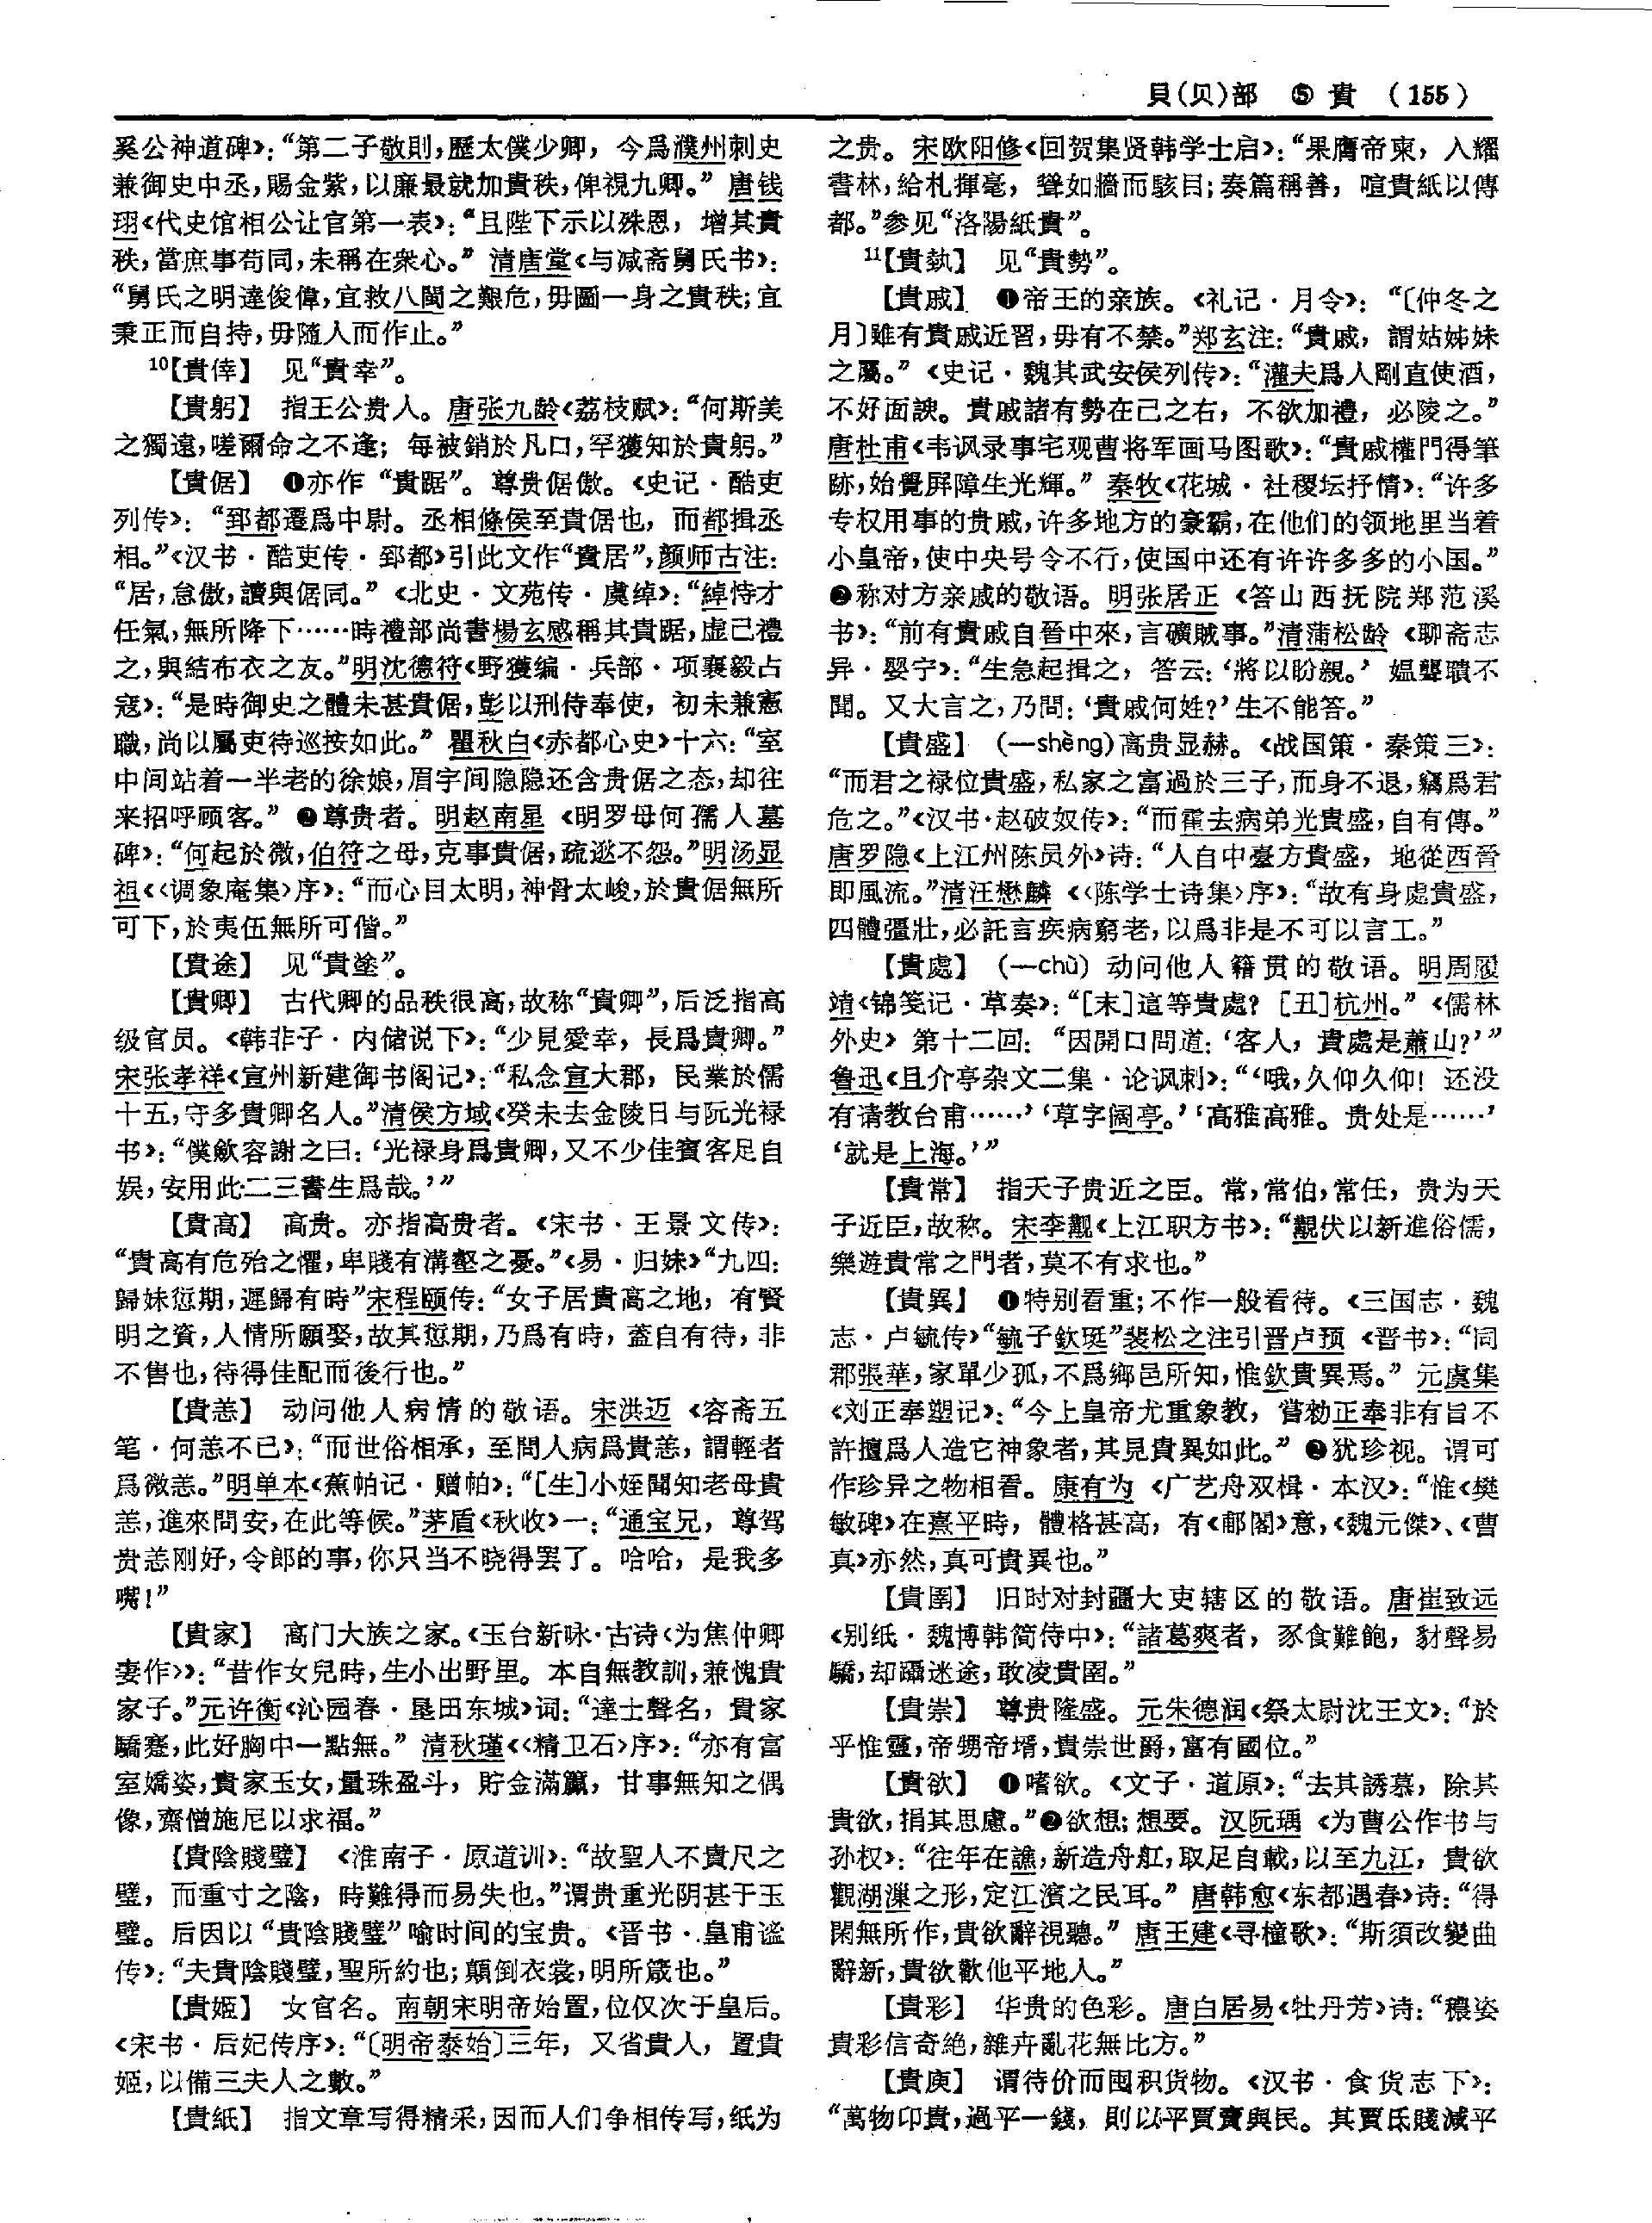 貝(贝)部 ⑤ 貴 (155)
奚公神道碑》：“第二子敬則，歷太僕少卿，今爲濮州刺史
兼御史中丞，賜金紫，以廉最就加貴秩，俾視九卿。”唐钱
珝《代史馆相公让官第一表》：“且陛下示以殊恩，增其貴
秩，當庶事苟同，未稱在衆心。”清唐堂《与减斋舅氏书》：
“舅氏之明達俊偉，宜救八閩之艱危，毋圖一身之貴秩；宜
秉正而自持，毋隨人而作止。”
10【貴倖】 见“貴幸”。
【貴躬】 指王公贵人。唐张九龄《荔枝赋》：“何斯美
之獨遠，嗟爾命之不逢；每被銷於凡口，罕獲知於貴躬。”
【貴倨】 ❶亦作“貴踞”。尊贵倨傲。《史记·酷吏
列传》：“郅都遷爲中尉。丞相條侯至貴倨也，而都揖丞
相。”《汉书·酷吏传·郅都》引此文作“貴居”，颜师古注：
“居，怠傲，讀與倨同。”《北史·文苑传·虞绰》：“綽恃才
任氣，無所降下……時禮部尚書楊玄感稱其貴踞，虚己禮
之，與結布衣之友。”明沈德符《野獲编·兵部·项襄毅占
寇》：“是時御史之體未甚貴倨，彭以刑侍奉使，初未兼憲
職，尚以屬吏待巡按如此。”瞿秋白《赤都心史》十六：“室
中间站着一半老的徐娘，眉宇间隐隐还含贵倨之态，却往
来招呼顾客。”❷尊贵者。明赵南星《明罗母何孺人墓
碑》：“何起於微，伯符之母，克事貴倨，疏逖不怨。”明汤显
祖《〈调象庵集〉序》：“而心目太明，神骨太峻，於貴倨無所
可下，於夷伍無所可偕。”
【貴途】 见“貴塗”。
【貴卿】 古代卿的品秩很高，故称“貴卿”，后泛指高
级官员。《韩非子·内储说下》：“少見愛幸，長爲貴卿。”
宋张孝祥《宣州新建御书阁记》：“私念宣大郡，民業於儒
十五，守多貴卿名人。”清侯方域《癸未去金陵日与阮光禄
书》：“僕斂容謝之曰：‘光禄身爲貴卿，又不少佳賓客足自
娱，安用此二三書生爲哉。’”
【貴高】 高贵。亦指高贵者。《宋书·王景文传》：
“貴高有危殆之懼，卑賤有溝壑之憂。”《易·归妹》“九四：
歸妹愆期，遲歸有時”宋程颐传：“女子居貴高之地，有賢
明之資，人情所願娶，故其愆期，乃爲有時，蓋自有待，非
不售也，待得佳配而後行也。”
【貴恙】 动问他人病情的敬语。宋洪迈《容斋五
笔·何恙不已》：“而世俗相承，至問人病爲貴恙，謂輕者
爲微恙。”明单本《蕉帕记·赠帕》：“[生]小姪聞知老母貴
恙，進來問安，在此等候。”茅盾《秋收》一：“通宝兄，尊驾
贵恙刚好，令郎的事，你只当不晓得罢了。哈哈，是我多
嘴！”
【貴家】 高门大族之家。《玉台新咏·古诗〈为焦仲卿
妻作〉》：“昔作女兒時，生小出野里。本自無教訓，兼愧貴
家子。”元许衡《沁园春·垦田东城》词：“達士聲名，貴家
驕蹇，此好胸中一點無。”清秋瑾《〈精卫石〉序》：“亦有富
室嬌姿，貴家玉女，量珠盈斗，貯金滿籯，甘事無知之偶
像，齋僧施尼以求福。”
【貴陰賤璧】 《淮南子·原道训》：“故聖人不貴尺之
璧，而重寸之陰，時難得而易失也。”谓贵重光阴甚于玉
璧。后因以“貴陰賤璧”喻时间的宝贵。《晋书·皇甫谧
传》：“夫貴陰賤璧，聖所約也；顛倒衣裳，明所箴也。”
【貴姬】 女官名。南朝宋明帝始置，位仅次于皇后。
《宋书·后妃传序》：“〔明帝泰始〕三年，又省貴人，置貴
姬，以備三夫人之數。”
【貴紙】 指文章写得精采，因而人们争相传写，纸为
之贵。宋欧阳修《回贺集贤韩学士启》：“果膺帝柬，入耀
書林，給札揮毫，聳如牆而駭目；奏篇稱善，喧貴紙以傳
都。”参见“洛陽紙貴”。
11【貴埶】 见“貴勢”。
【貴戚】 ❶帝王的亲族。《礼记·月令》：“〔仲冬之
月〕雖有貴戚近習，毋有不禁。”郑玄注：“貴戚，謂姑姊妹
之屬。”《史记·魏其武安侯列传》：“灌夫爲人剛直使酒，
不好面諛。貴戚諸有勢在己之右，不欲加禮，必陵之。”
唐杜甫《韦讽录事宅观曹将军画马图歌》：“貴戚權門得筆
跡，始覺屏障生光輝。”秦牧《花城·社稷坛抒情》：“许多
专权用事的贵戚，许多地方的豪霸，在他们的领地里当着
小皇帝，使中央号令不行，使国中还有许许多多的小国。”
❷称对方亲戚的敬语。明张居正《答山西抚院郑范溪
书》：“前有貴戚自晉中來，言礦賊事。”清蒲松龄《聊斋志
异·婴宁》：“生急起揖之，答云：‘將以盼親。’媪聾聵不
聞。又大言之，乃問：‘貴戚何姓？’生不能答。”
【貴盛】 (—shèng)高贵显赫。《战国策·秦策三》：
“而君之禄位貴盛，私家之富過於三子，而身不退，竊爲君
危之。”《汉书·赵破奴传》：“而霍去病弟光貴盛，自有傳。”
唐罗隐《上江州陈员外》诗：“人自中臺方貴盛，地從西晉
即風流。”清汪懋麟《〈陈学士诗集〉序》：“故有身處貴盛，
四體彊壯，必託言疾病窮老，以爲非是不可以言工。”
【貴處】 (—chù)动问他人籍贯的敬语。明周履
靖《锦笺记·草奏》：“[末]這等貴處？[丑]杭州。”《儒林
外史》第十二回：“因開口問道：‘客人，貴處是蕭山？’”
鲁迅《且介亭杂文二集·论讽刺》：“‘哦，久仰久仰！还没
有请教台甫……’‘草字阔亭。’‘高雅高雅。贵处是……’
‘就是上海。’”
【貴常】 指天子贵近之臣。常，常伯，常任，贵为天
子近臣，故称。宋李觏《上江职方书》：“覯伏以新進俗儒，
樂遊貴常之門者，莫不有求也。”
【貴異】 ❶特别看重；不作一般看待。《三国志·魏
志·卢毓传》“毓子欽珽”裴松之注引晋卢预《晋书》：“同
郡張華，家單少孤，不爲鄉邑所知，惟欽貴異焉。”元虞集
《刘正奉塑记》：“今上皇帝尤重象教，嘗勑正奉非有旨不
許擅爲人造它神象者，其見貴異如此。”❷犹珍视。谓可
作珍异之物相看。康有为《广艺舟双楫·本汉》：“惟《樊
敏碑》在熹平時，體格甚高，有《郙閣》意，《魏元傑》、《曹
真》亦然，真可貴異也。”
【貴圉】 旧时对封疆大吏辖区的敬语。唐崔致远
《别纸·魏博韩简侍中》：“諸葛爽者，豕食難飽，豺聲易
驕，却躡迷途，敢凌貴圉。”
【貴崇】 尊贵隆盛。元朱德润《祭太尉沈王文》：“於
乎惟靈，帝甥帝壻，貴崇世爵，富有國位。”
【貴欲】 ❶嗜欲。《文子·道原》：“去其誘慕，除其
貴欲，捐其思慮。”❷欲想；想要。汉阮瑀《为曹公作书与
孙权》：“往年在譙，新造舟舡，取足自載，以至九江，貴欲
觀湖漅之形，定江濱之民耳。”唐韩愈《东都遇春》诗：“得
閑無所作，貴欲辭視聽。”唐王建《寻橦歌》：“斯須改變曲
辭新，貴欲歡他平地人。”
【貴彩】 华贵的色彩。唐白居易《牡丹芳》诗：“穠姿
貴彩信奇絶，雜卉亂花無比方。”
【貴庾】 谓待价而囤积货物。《汉书·食货志下》：
“萬物卬貴，過平一錢，則以平賈賣與民。其賈氐賤減平